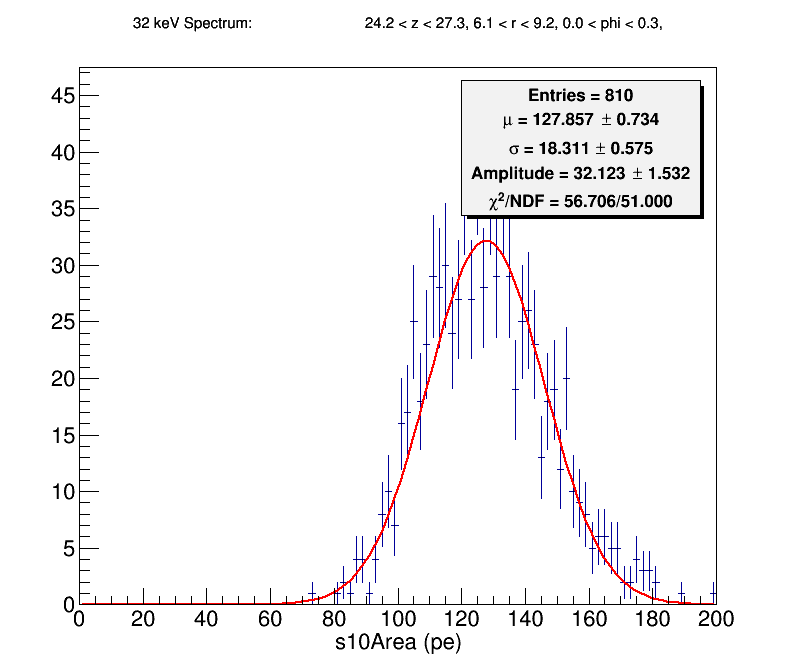 32 keV Spectrum: 24.2 < z < 27.3, 6.1 < r < 9.2, 0.0 < phi < 0.3,
Entries = 810
μ = 127.857 ± 0.734
σ = 18.311 ± 0.575
Amplitude = 32.123 ± 1.532
χ²/NDF = 56.706/51.000
45
40
35
30
25
20
15
10
5
0
0 20 40 60 80 100 120 140 160 180 200
s10Area (pe)